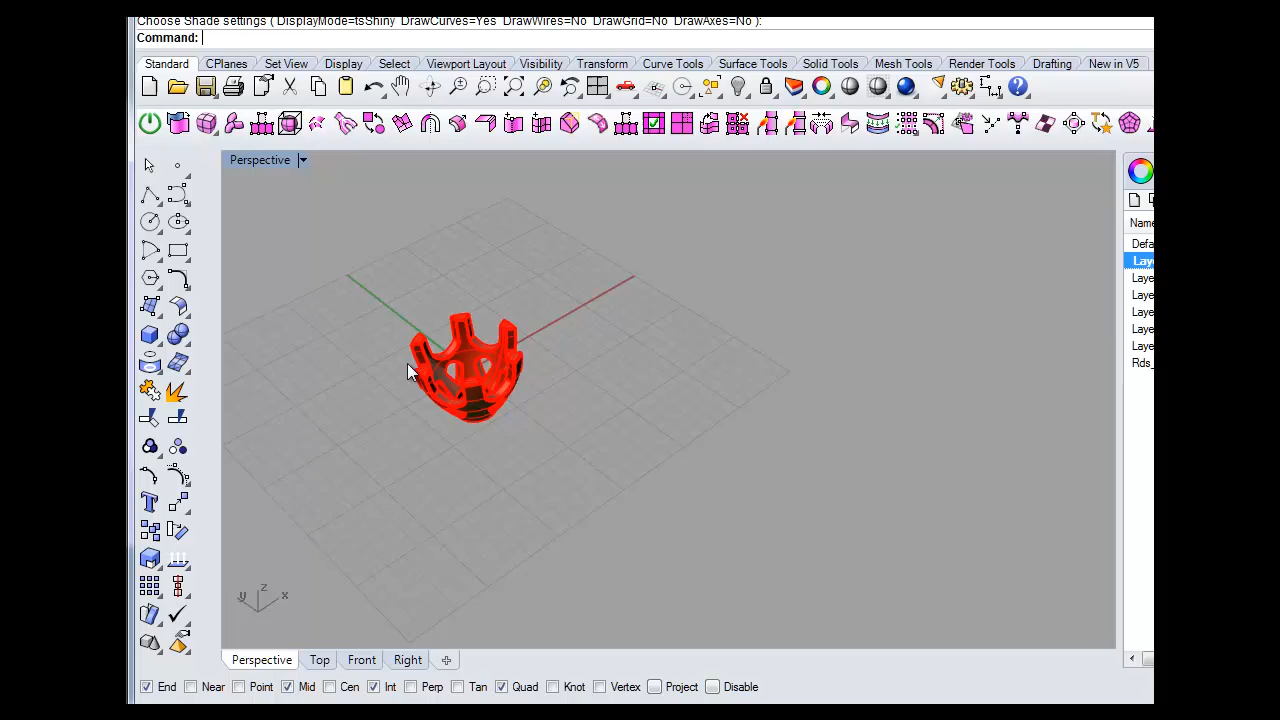 Choose Shade settings ( DisplayMode=tsShiny DrawCurves=Yes DrawWires=No DrawGrid=No DrawAxes=No ):
Command:
Standard CPlanes Set View Display Select Viewport Layout Visibility Transform Curve Tools Surface Tools Solid Tools Mesh Tools Render Tools Drafting New in V5
Perspective
Name
Defa
Laye
Laye
Laye
Laye
Laye
Laye
Rds_
z
y x
Perspective Top Front Right
End Near Point Mid Cen Int Perp Tan Quad Knot Vertex Project Disable